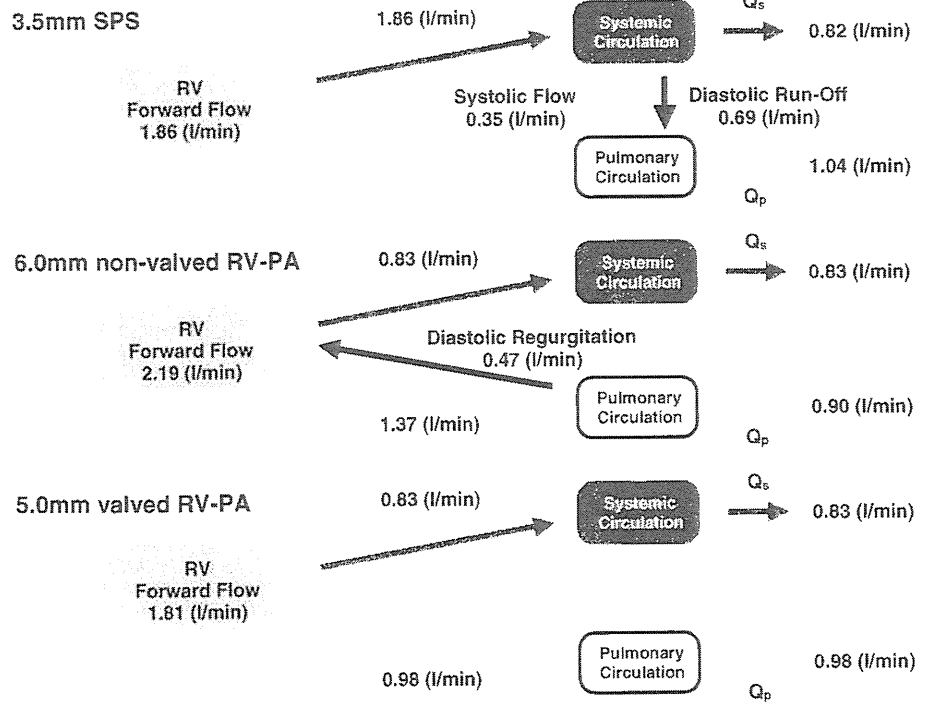 3.5mm SPS
1.86 (l/min)
Systemic
Circulation
Qs
0.82 (l/min)
RV
Forward Flow
1.86 (l/min)
Systolic Flow
0.35 (l/min)
Diastolic Run-Off
0.69 (l/min)
Pulmonary
Circulation
1.04 (l/min)
Qp
6.0mm non-valved RV-PA
0.83 (l/min)
Systemic
Circulation
Qs
0.83 (l/min)
RV
Forward Flow
2.19 (l/min)
Diastolic Regurgitation
0.47 (l/min)
1.37 (l/min)
Pulmonary
Circulation
0.90 (l/min)
Qp
5.0mm valved RV-PA
0.83 (l/min)
Systemic
Circulation
Qs
0.83 (l/min)
RV
Forward Flow
1.81 (l/min)
0.98 (l/min)
Pulmonary
Circulation
0.98 (l/min)
Qp